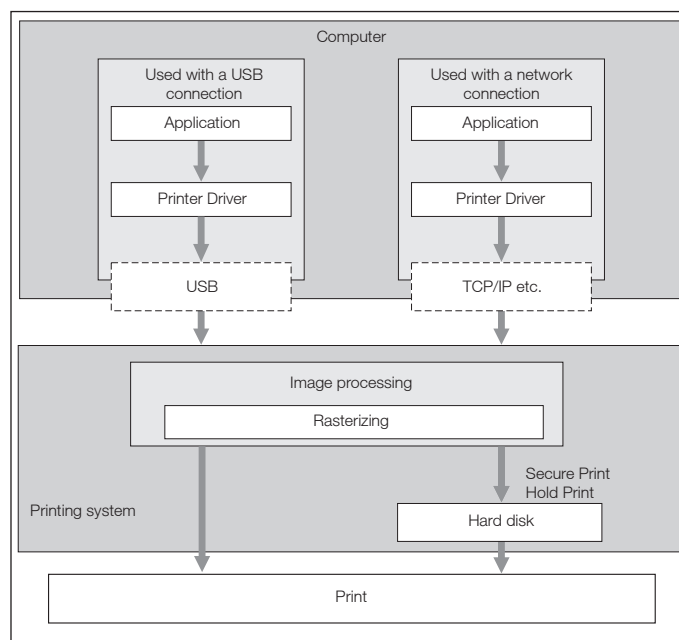 Computer
Used with a USB
connection
Application
Printer Driver
USB
Used with a network
connection
Application
Printer Driver
TCP/IP etc.
Image processing
Rasterizing
Secure Print
Hold Print
Printing system
Hard disk
Print